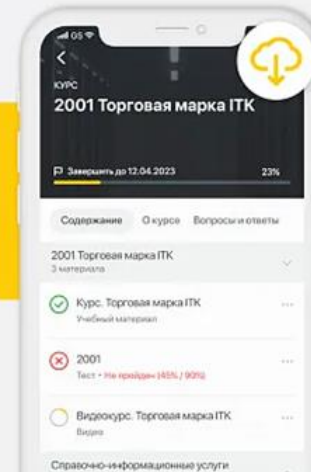 КУРС
2001 Торговая марка ITK
Завершить до 12.04.2023 23%
Содержание О курсе Вопросы и ответы
2001 Торговая марка ITK
3 материала
Курс. Торговая марка ITK
Учебный материал
2001
Тест • Не пройден (45% / 90%)
Видеокурс. Торговая марка ITK
Видео
Справочно-информационные услуги